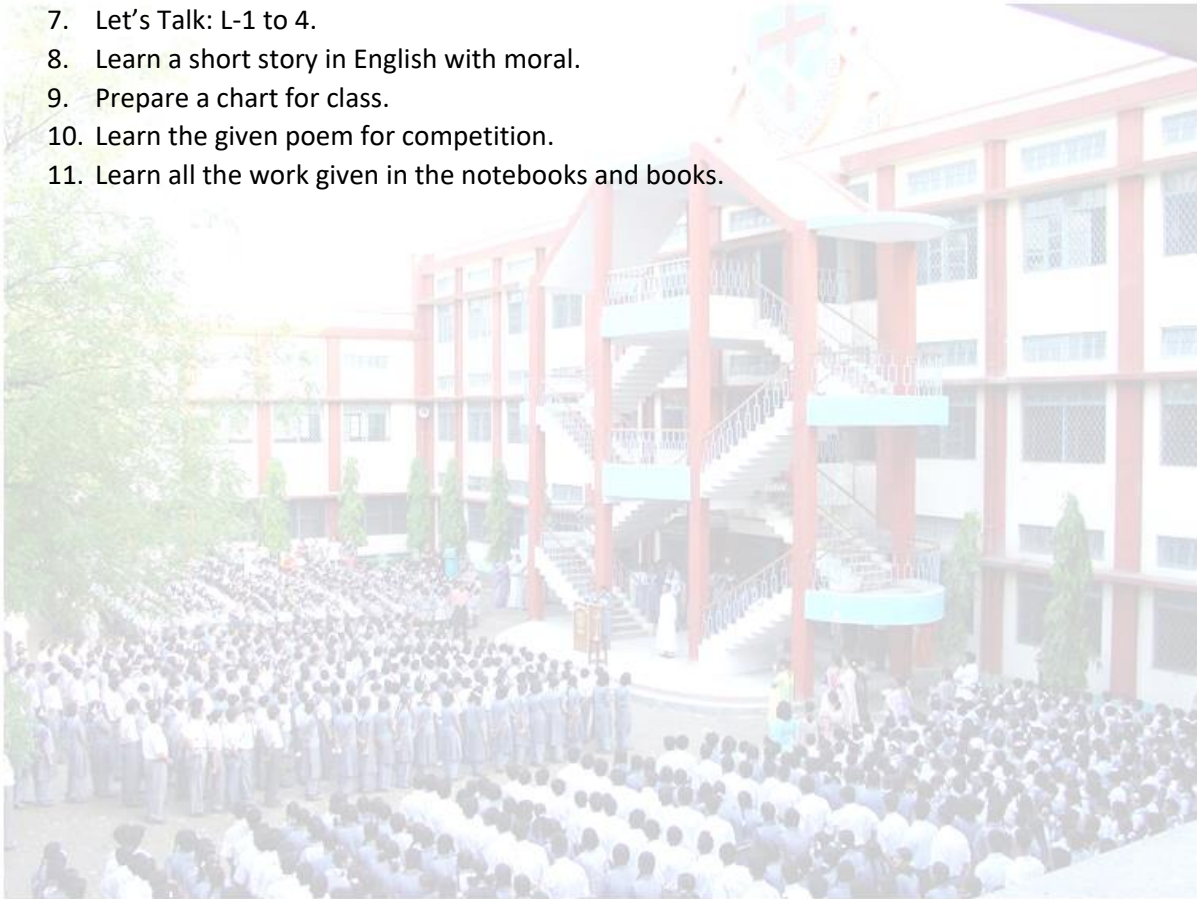 7. Let’s Talk: L-1 to 4.
8. Learn a short story in English with moral.
9. Prepare a chart for class.
10. Learn the given poem for competition.
11. Learn all the work given in the notebooks and books.